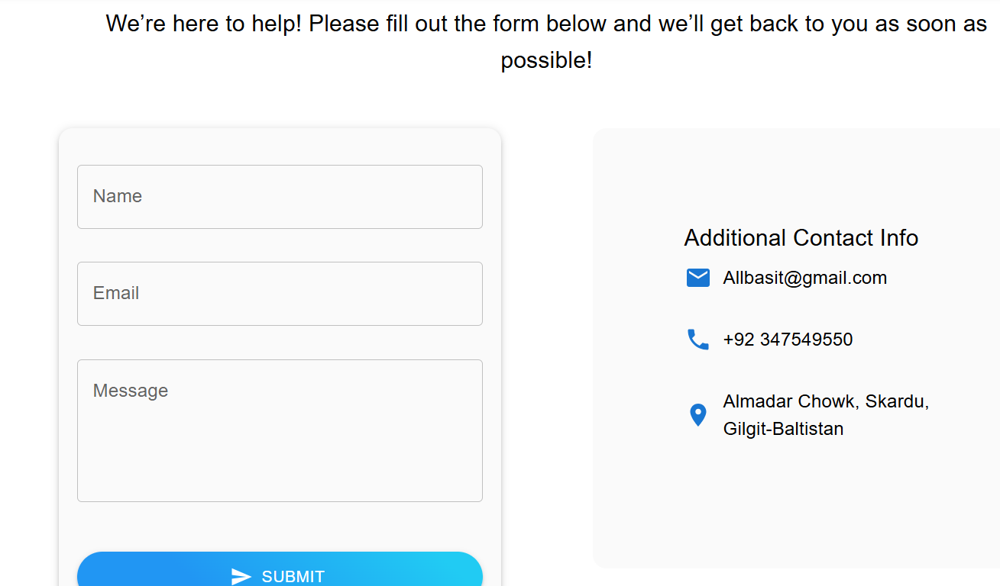 We’re here to help! Please fill out the form below and we’ll get back to you as soon as
possible!
Name
Email
Message
SUBMIT
Additional Contact Info
Allbasit@gmail.com
+92 347549550
Almadar Chowk, Skardu,
Gilgit-Baltistan